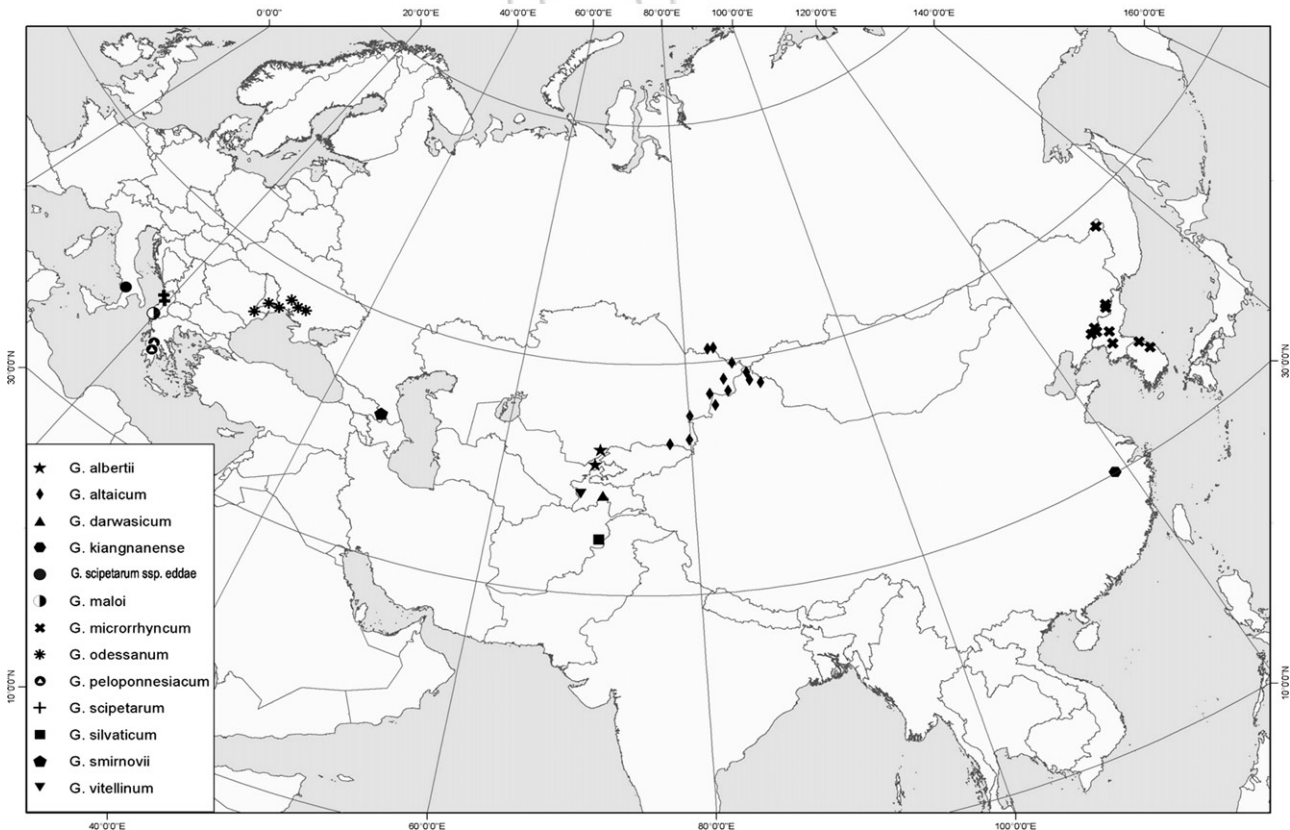 0°0'0"
20°0'0"E
40°0'0"E
60°0'0"E
80°0'0"E
100°0'0"E
120°0'0"E
140°0'0"E
160°0'0"E
30°0'0"N
30°0'0"N
10°0'0"N
10°0'0"N
G. albertii
G. altaicum
G. darwasicum
G. kiangnanense
G. scipetarum ssp. eddae
G. maloi
G. microrrhyncum
G. odessanum
G. peloponnesiacum
G. scipetarum
G. silvaticum
G. smirnovii
G. vitellinum
40°0'0"E
60°0'0"E
80°0'0"E
100°0'0"E